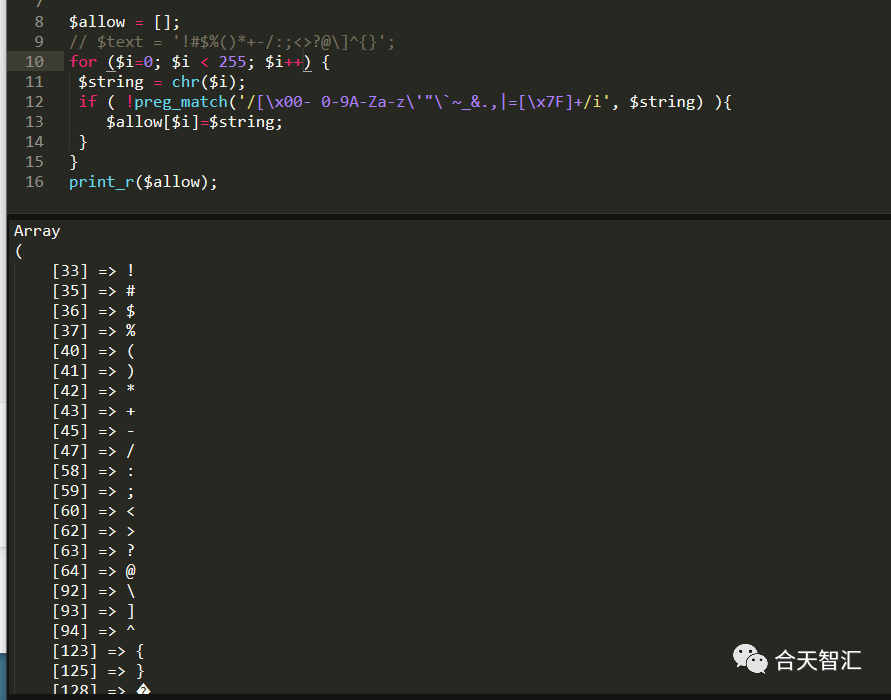 7
8 $allow = [];
9 // $text = '!#$%()*+-/:;<>?@\]^{}';
10 for ($i=0; $i < 255; $i++) {
11 $string = chr($i);
12 if ( !preg_match('/[\x00- 0-9A-Za-z\'"\`~_&.,|=[\x7F]+/i', $string) ){
13 $allow[$i]=$string;
14 }
15 }
16 print_r($allow);
Array
(
[33] => !
[35] => #
[36] => $
[37] => %
[40] => (
[41] => )
[42] => *
[43] => +
[45] => -
[47] => /
[58] => :
[59] => ;
[60] => <
[62] => >
[63] => ?
[64] => @
[92] => \
[93] => ]
[94] => ^
[123] => {
[125] => }
[128] => �
合天智汇